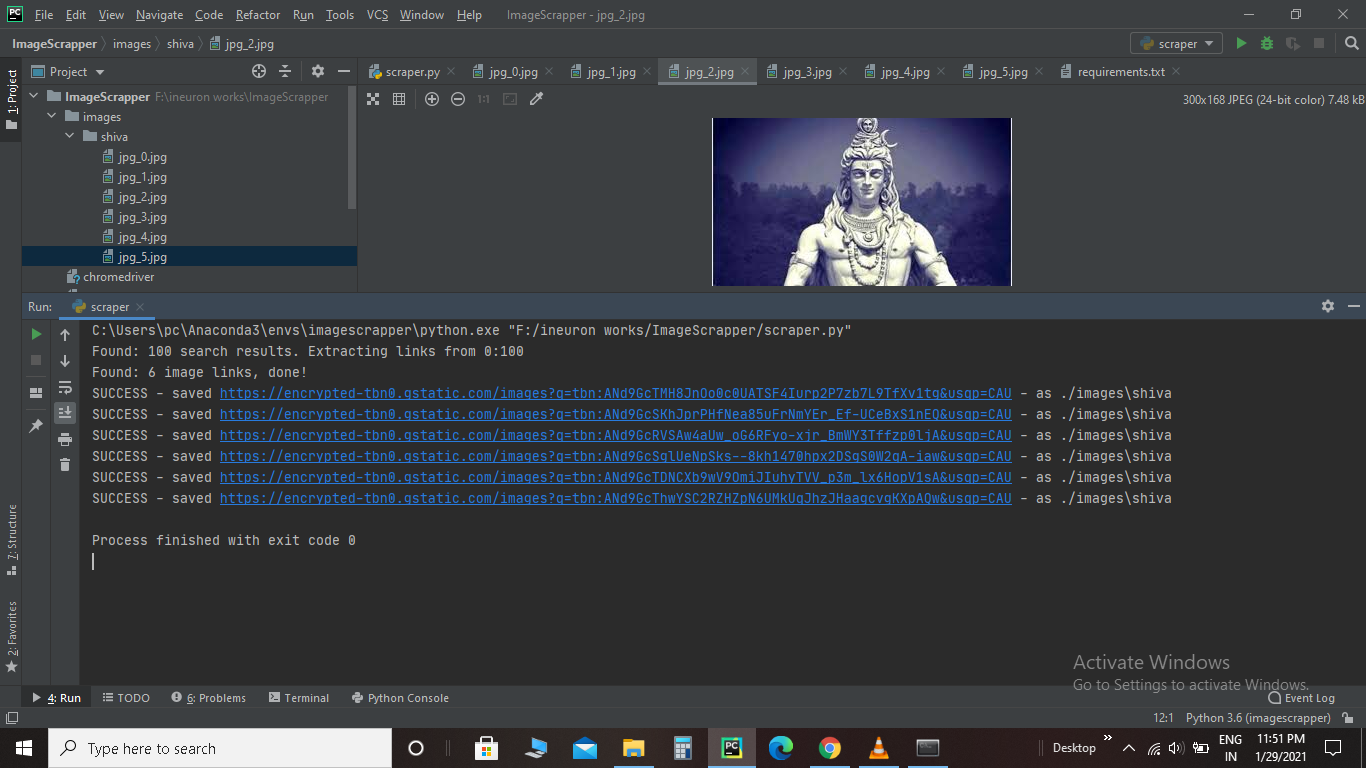 PC File Edit View Navigate Code Refactor Run Tools VCS Window Help ImageScrapper - jpg_2.jpg
ImageScrapper images shiva jpg_2.jpg scraper
1: Project
Project
scraper.py jpg_0.jpg jpg_1.jpg jpg_2.jpg jpg_3.jpg jpg_4.jpg jpg_5.jpg requirements.txt
ImageScrapper F:\ineuron works\ImageScrapper
1:1 300x168 JPEG (24-bit color) 7.48 kB
images
shiva
jpg_0.jpg
jpg_1.jpg
jpg_2.jpg
jpg_3.jpg
jpg_4.jpg
jpg_5.jpg
chromedriver
Run: scraper
C:\Users\pc\Anaconda3\envs\imagescrapper\python.exe "F:/ineuron works/ImageScrapper/scraper.py"
Found: 100 search results. Extracting links from 0:100
Found: 6 image links, done!
SUCCESS - saved https://encrypted-tbn0.gstatic.com/images?q=tbn:ANd9GcTMH8JnOo0c0UATSF4Iurp2P7zb7L9TfXv1tg&usqp=CAU - as ./images\shiva
SUCCESS - saved https://encrypted-tbn0.gstatic.com/images?q=tbn:ANd9GcSKhJprPHfNea85uFrNmYEr_Ef-UCeBxS1nEQ&usqp=CAU - as ./images\shiva
SUCCESS - saved https://encrypted-tbn0.gstatic.com/images?q=tbn:ANd9GcRVSAw4aUw_oG6RFyo-xjr_BmWY3Tffzp0ljA&usqp=CAU - as ./images\shiva
SUCCESS - saved https://encrypted-tbn0.gstatic.com/images?q=tbn:ANd9GcSqlUeNpSks--8kh1470hpx2DSgS0W2qA-iaw&usqp=CAU - as ./images\shiva
SUCCESS - saved https://encrypted-tbn0.gstatic.com/images?q=tbn:ANd9GcTDNCXb9wV9OmiJIuhyTVV_p3m_lx6HopV1sA&usqp=CAU - as ./images\shiva
SUCCESS - saved https://encrypted-tbn0.gstatic.com/images?q=tbn:ANd9GcThwYSC2RZHZpN6UMkUqJhzJHaagcvgKXpAQw&usqp=CAU - as ./images\shiva
Process finished with exit code 0
7: Structure
2: Favorites
Activate Windows
Go to Settings to activate Windows.
4: Run TODO 6: Problems Terminal Python Console Event Log
12:1 Python 3.6 (imagescrapper)
Type here to search
PC
Desktop
ENG
IN
11:51 PM
1/29/2021